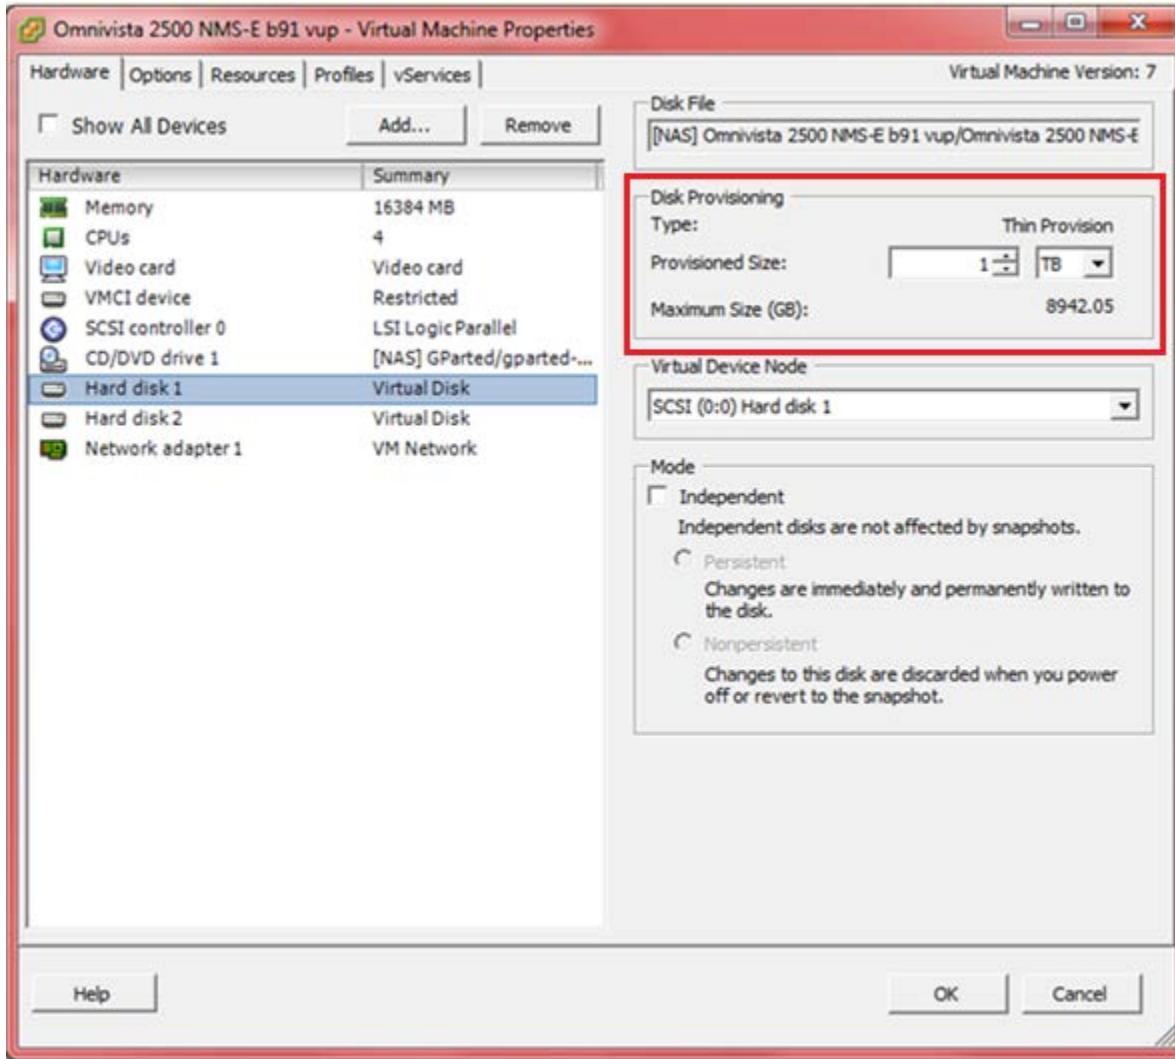 Omnivista 2500 NMS-E b91 vup - Virtual Machine Properties
Hardware Options Resources Profiles vServices Virtual Machine Version: 7
Show All Devices Add... Remove
Hardware Summary
Memory 16384 MB
CPUs 4
Video card Video card
VMCI device Restricted
SCSI controller 0 LSI Logic Parallel
CD/DVD drive 1 [NAS] GParted/gparted-...
Hard disk 1 Virtual Disk
Hard disk 2 Virtual Disk
Network adapter 1 VM Network
Disk File
[NAS] Omnivista 2500 NMS-E b91 vup/Omnivista 2500 NMS-E
Disk Provisioning
Type: Thin Provision
Provisioned Size: 1 TB
Maximum Size (GB): 8942.05
Virtual Device Node
SCSI (0:0) Hard disk 1
Mode
Independent
Independent disks are not affected by snapshots.
Persistent
Changes are immediately and permanently written to
the disk.
Nonpersistent
Changes to this disk are discarded when you power
off or revert to the snapshot.
Help OK Cancel